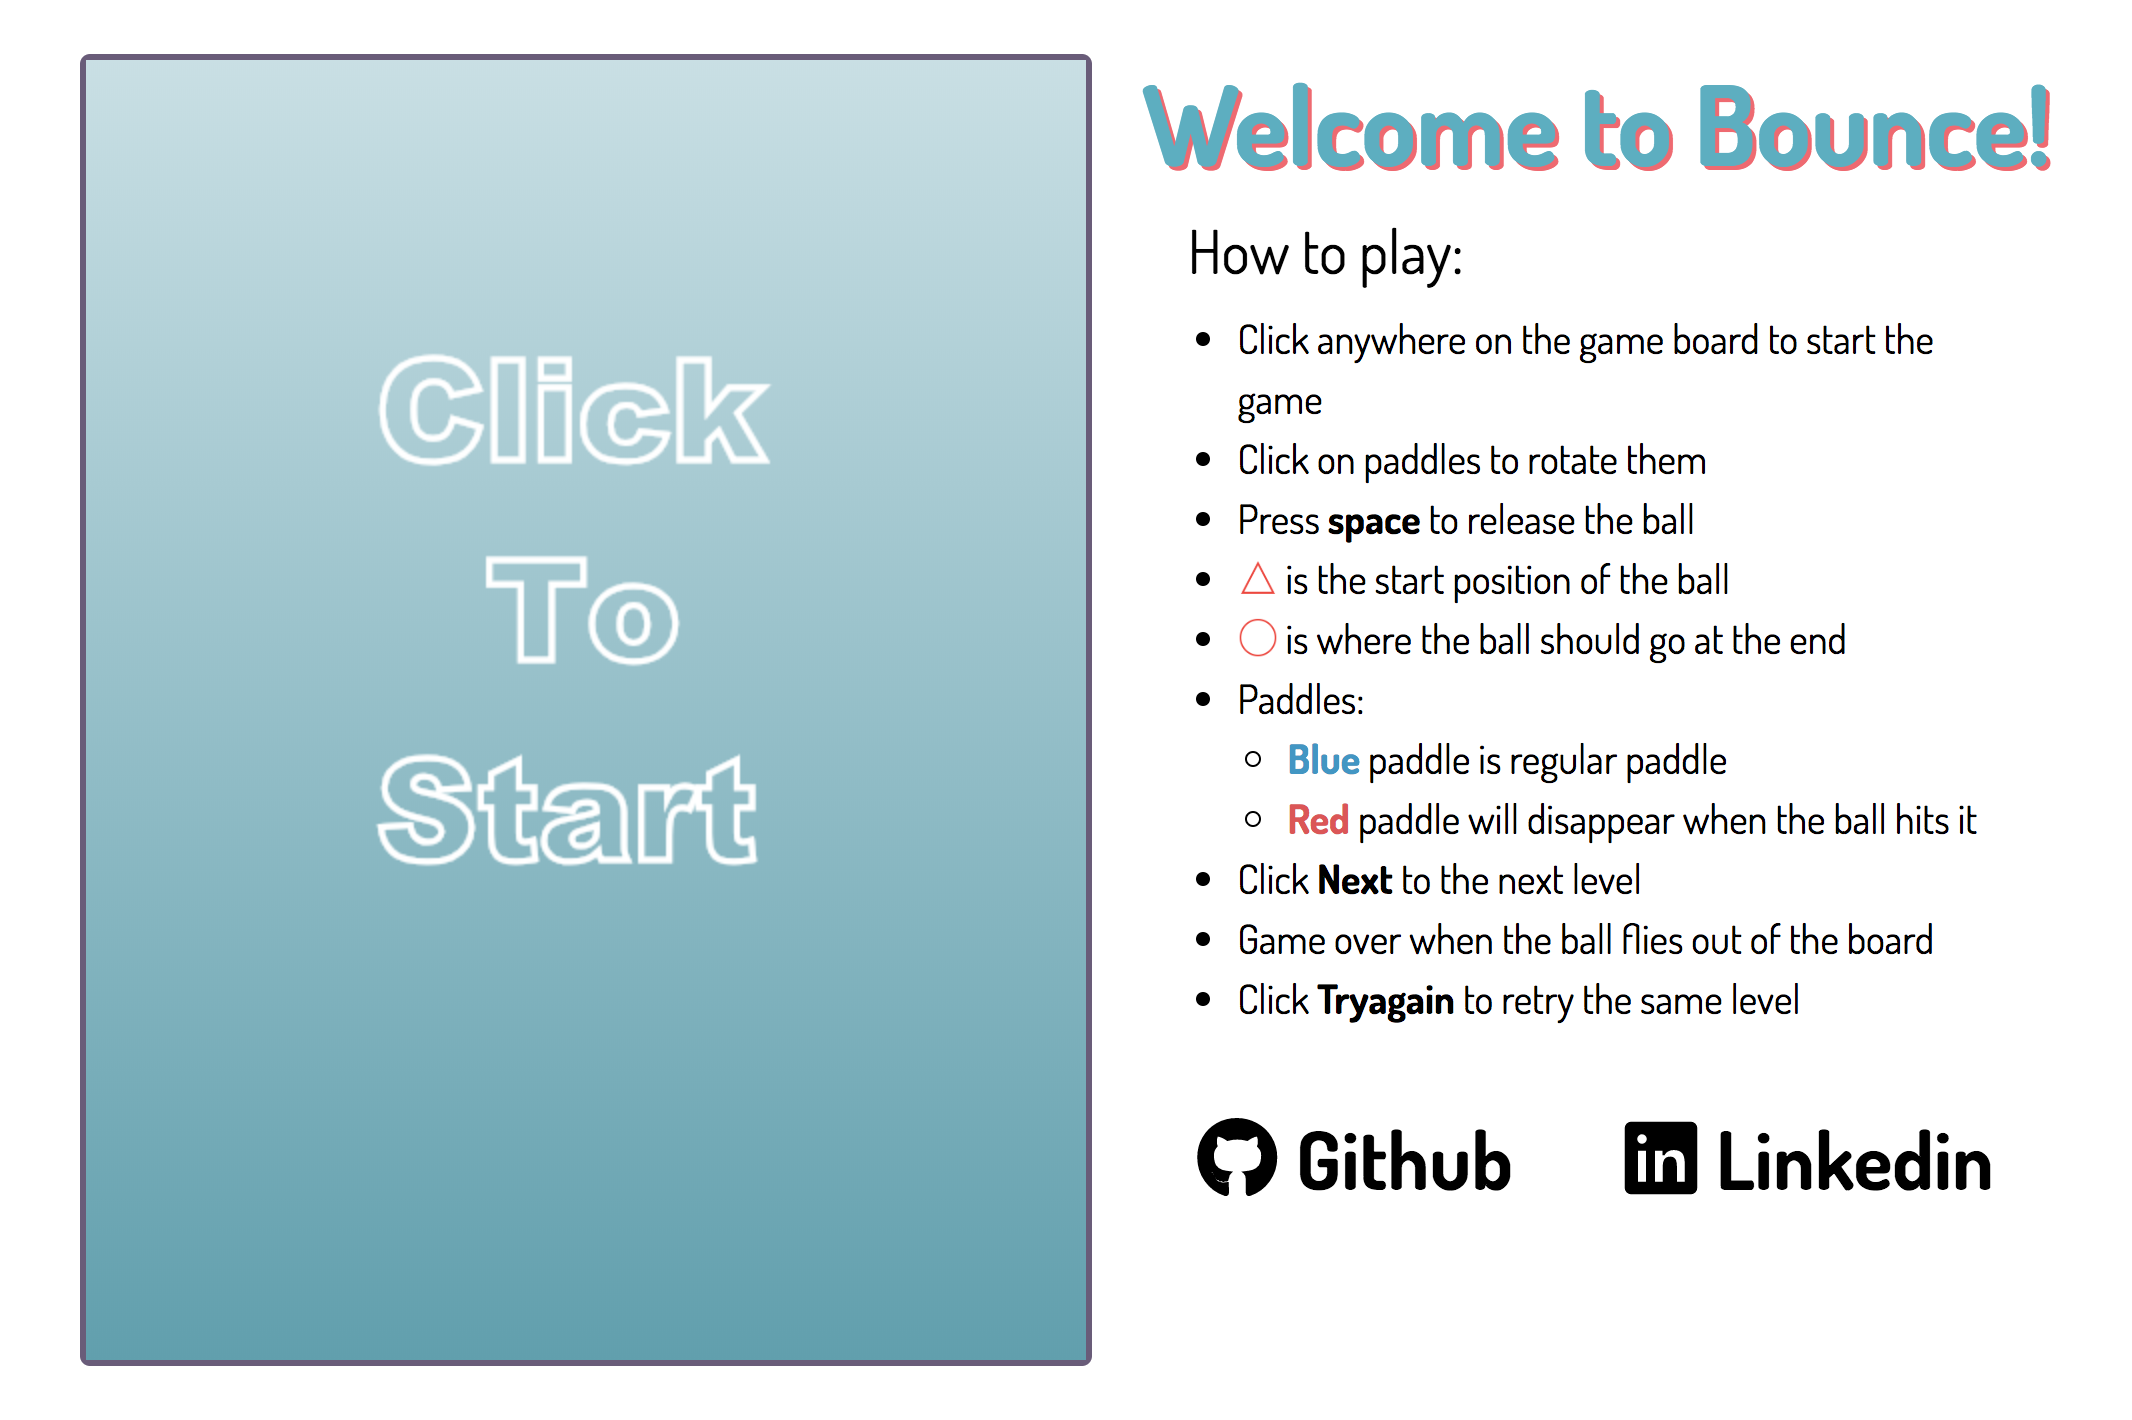 Click
To
Start
Welcome to Bounce!
How to play:
Click anywhere on the game board to start the
game
Click on paddles to rotate them
Press space to release the ball
△ is the start position of the ball
○ is where the ball should go at the end
Paddles:
Blue paddle is regular paddle
Red paddle will disappear when the ball hits it
Click Next to the next level
Game over when the ball flies out of the board
Click Tryagain to retry the same level
Github
in Linkedin